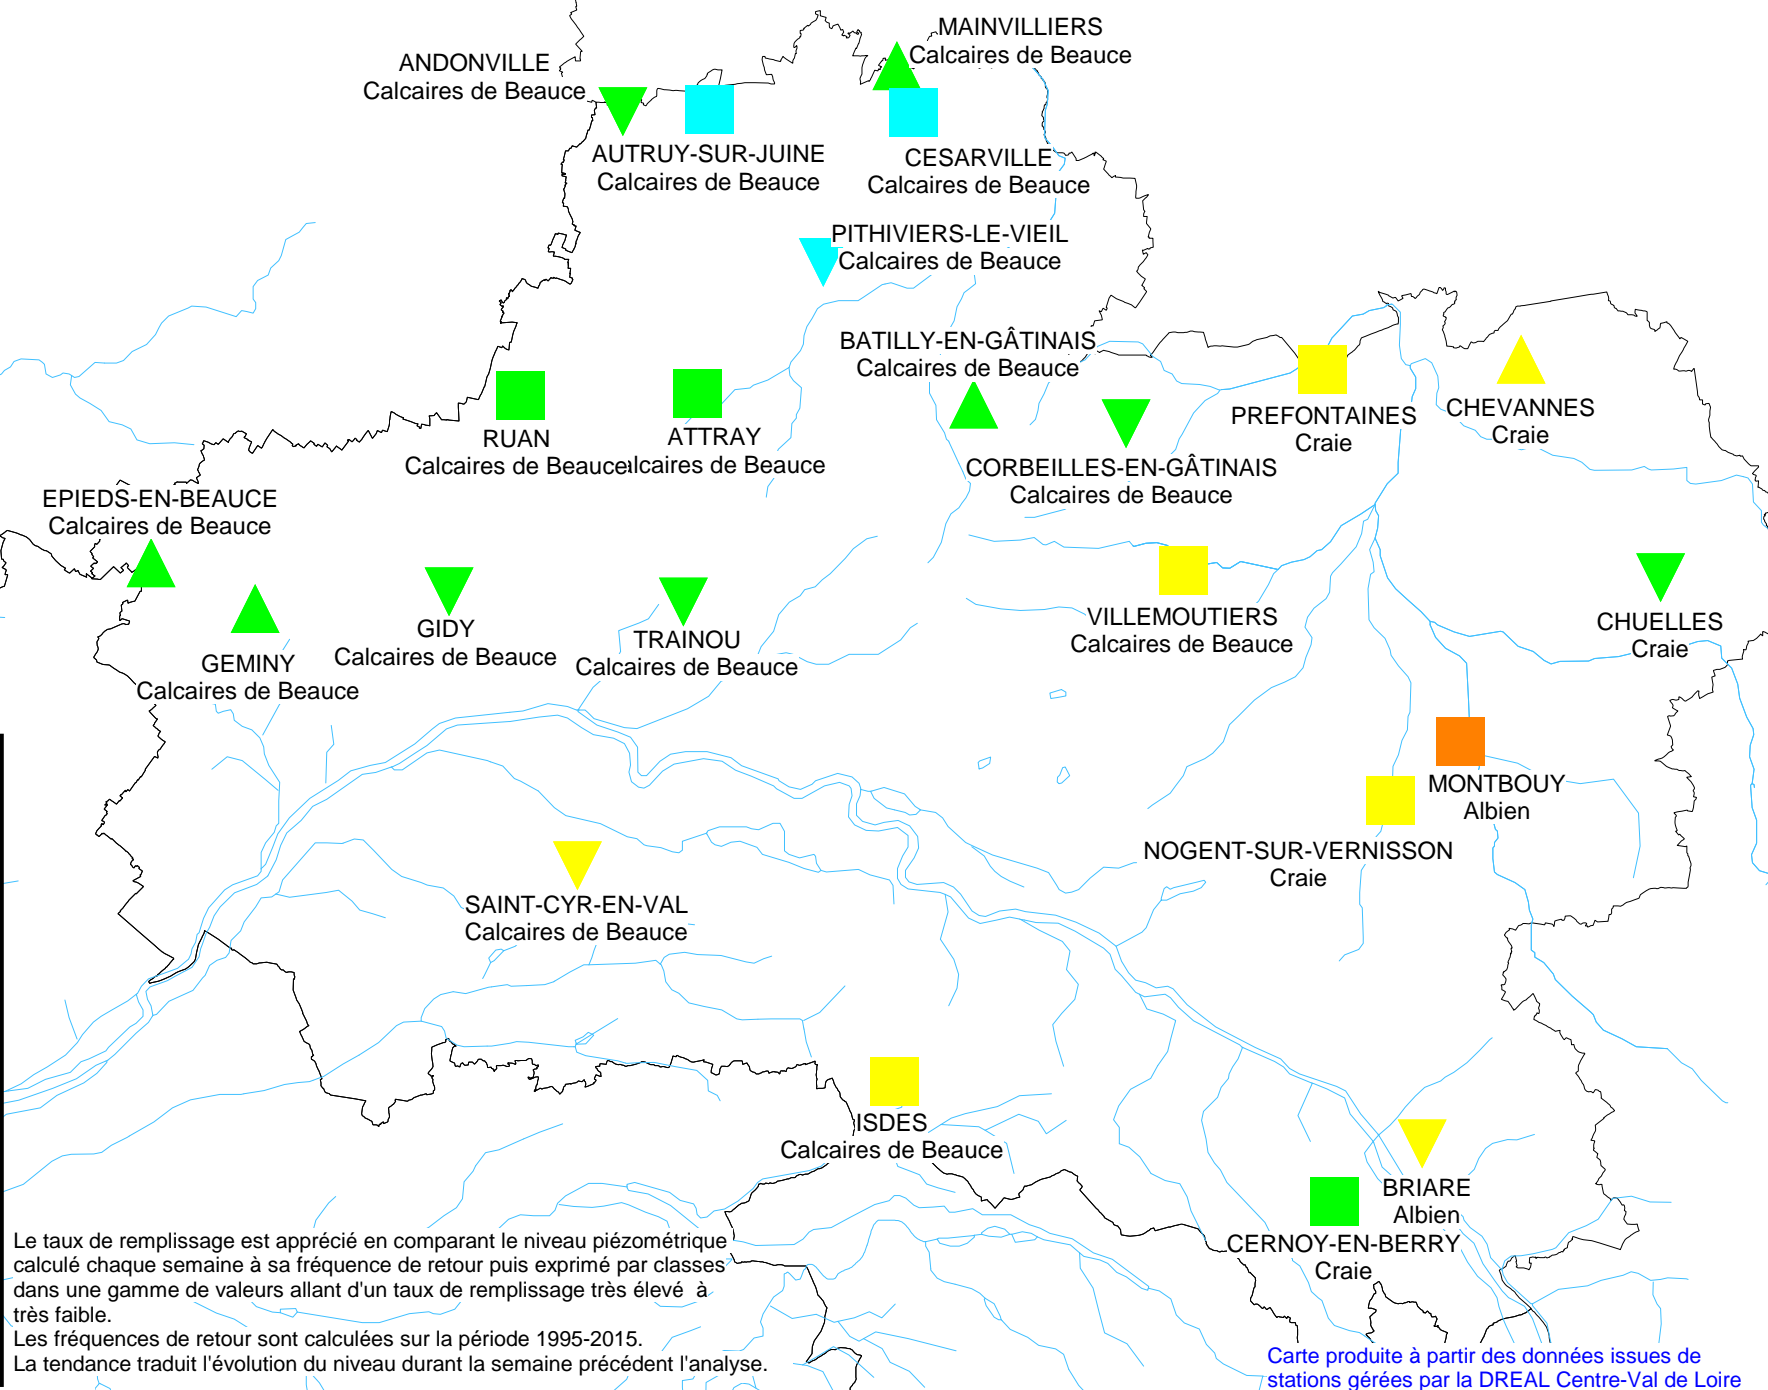 MAINVILLIERS
Calcaires de Beauce
ANDONVILLE
Calcaires de Beauce
AUTRUY-SUR-JUINE
Calcaires de Beauce
CESARVILLE
Calcaires de Beauce
PITHIVIERS-LE-VIEIL
Calcaires de Beauce
BATILLY-EN-GÂTINAIS
Calcaires de Beauce
PREFONTAINES
Craie
CHEVANNES
Craie
RUAN
Calcaires de Beauce
ATTRAY
alcaires de Beauce
CORBEILLES-EN-GÂTINAIS
Calcaires de Beauce
EPIEDS-EN-BEAUCE
Calcaires de Beauce
GEMINY
Calcaires de Beauce
GIDY
Calcaires de Beauce
TRAINOU
Calcaires de Beauce
VILLEMOUTIERS
Calcaires de Beauce
CHUELLES
Craie
MONTBOUY
Albien
NOGENT-SUR-VERNISSON
Craie
SAINT-CYR-EN-VAL
Calcaires de Beauce
ISDES
Calcaires de Beauce
BRIARE
Albien
CERNOY-EN-BERRY
Craie
Le taux de remplissage est apprécié en comparant le niveau piézométrique
calculé chaque semaine à sa fréquence de retour puis exprimé par classes
dans une gamme de valeurs allant d'un taux de remplissage très élevé à
très faible.
Les fréquences de retour sont calculées sur la période 1995-2015.
La tendance traduit l'évolution du niveau durant la semaine précédent l'analyse.
Carte produite à partir des données issues de
stations gérées par la DREAL Centre-Val de Loire